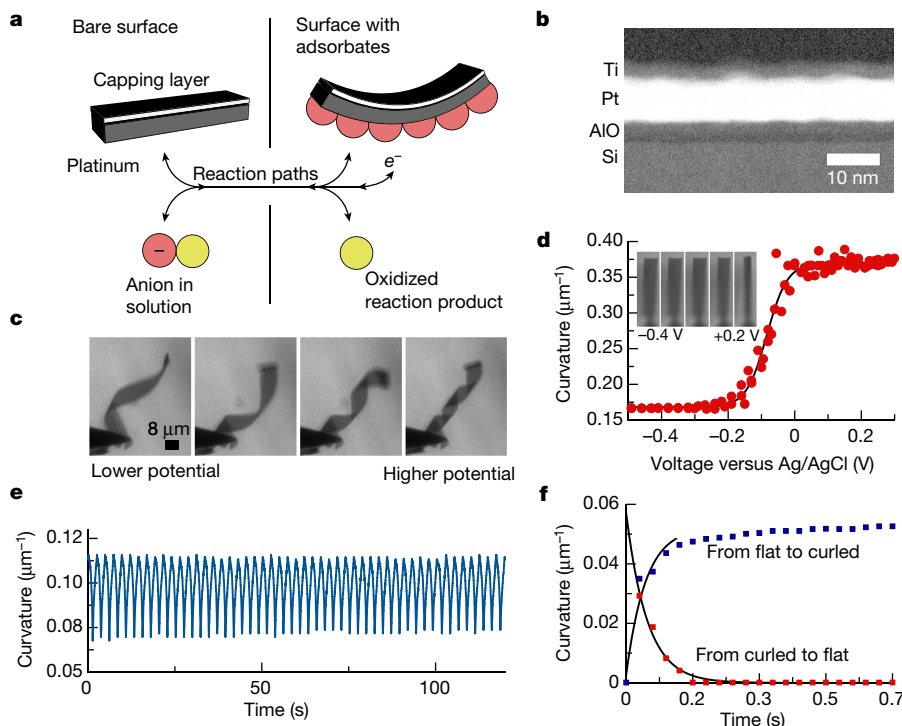 a
Bare surface
Surface with
adsorbates
Capping layer
Platinum
Reaction paths
e⁻
−
Anion in
solution
Oxidized
reaction product
b
Ti
Pt
AlO
Si
10 nm
c
8 μm
Lower potential
Higher potential
d
0.40
0.35
0.30
0.25
0.20
0.15
Curvature (μm⁻¹)
−0.4 V
+0.2 V
−0.4
−0.2
0
0.2
Voltage versus Ag/AgCl (V)
e
0.12
0.10
0.08
0.05
Curvature (μm⁻¹)
0
50
100
Time (s)
f
0.06
0.04
0.02
0
Curvature (μm⁻¹)
From flat to curled
From curled to flat
0
0.1
0.2
0.3
0.4
0.5
0.6
0.7
Time (s)